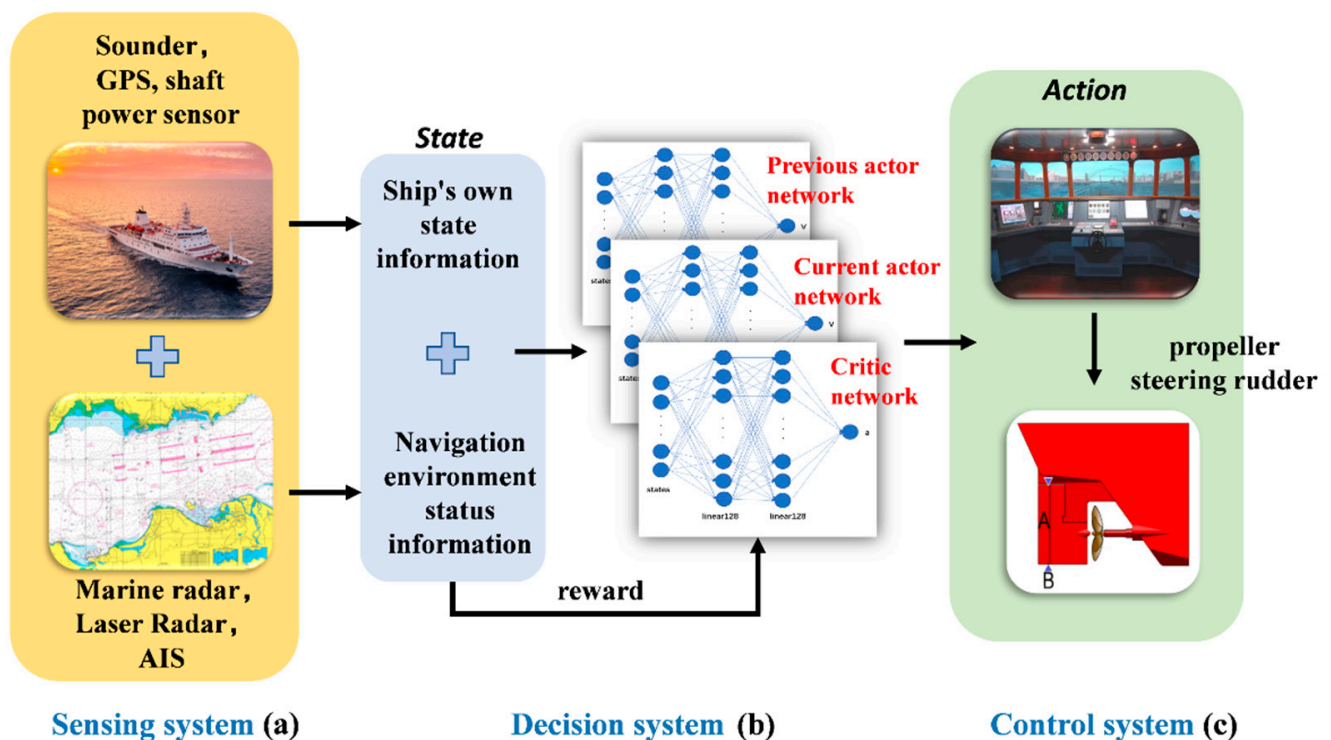 Sounder,
GPS, shaft
power sensor
Marine radar,
Laser Radar,
AIS
Sensing system (a)
State
Ship's own
state
information
Navigation
environment
status
information
reward
Previous actor
network
v
states
Current actor
network
v
states
Critic
network
a
states
linear128
linear128
Decision system (b)
Action
propeller
steering rudder
A
B
Control system (c)